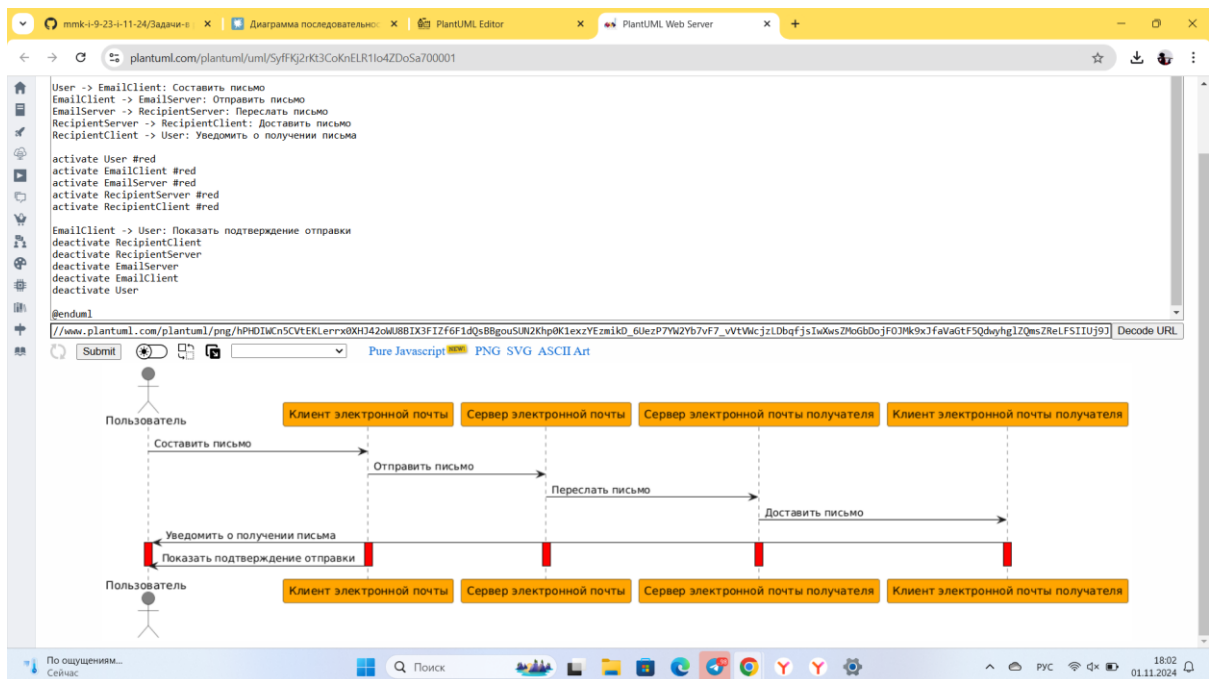 mmk-i-9-23-i-11-24/Задачи-в
Диаграмма последовательнос
PlantUML Editor
PlantUML Web Server
plantuml.com/plantuml/uml/SyfFKj2rKt3CoKnELR1Io4ZDoSa700001
User -> EmailClient: Составить письмо
EmailClient -> EmailServer: Отправить письмо
EmailServer -> RecipientServer: Переслать письмо
RecipientServer -> RecipientClient: Доставить письмо
RecipientClient -> User: Уведомить о получении письма
activate User #red
activate EmailClient #red
activate EmailServer #red
activate RecipientServer #red
activate RecipientClient #red
EmailClient -> User: Показать подтверждение отправки
deactivate RecipientClient
deactivate RecipientServer
deactivate EmailServer
deactivate EmailClient
deactivate User
@enduml
Decode URL
Submit
Pure Javascript NEW! PNG SVG ASCII Art
Пользователь
Клиент электронной почты
Сервер электронной почты
Сервер электронной почты получателя
Клиент электронной почты получателя
Составить письмо
Отправить письмо
Переслать письмо
Доставить письмо
Уведомить о получении письма
Показать подтверждение отправки
Пользователь
Клиент электронной почты
Сервер электронной почты
Сервер электронной почты получателя
Клиент электронной почты получателя
По ощущениям...
Сейчас
Поиск
РУС
18:02
01.11.2024